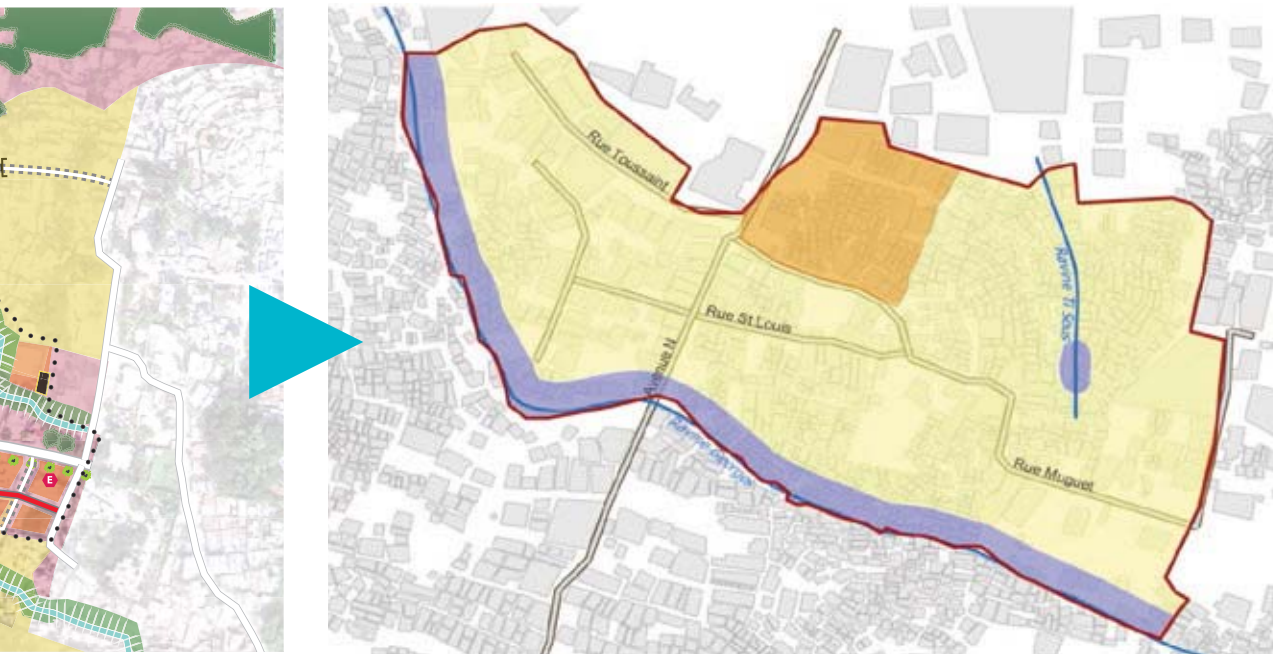 E
E
Rue Toussaint
Rue St Louis
Avenue N
Rue Muguet
Ravine Ti Sous